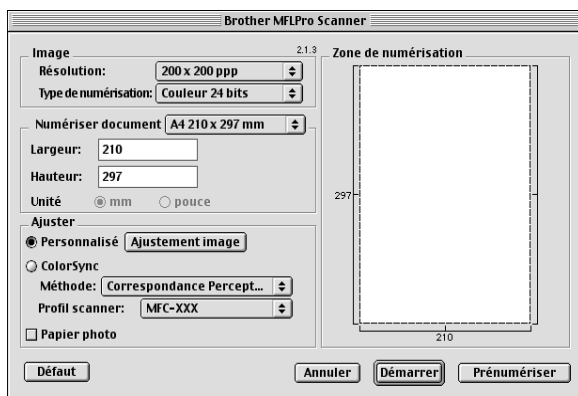 Brother MFLPro Scanner
Image
2.1.3
Résolution: 200 x 200 ppp
Type de numérisation: Couleur 24 bits
Numériser document A4 210 x 297 mm
Largeur: 210
Hauteur: 297
Unité mm pouce
Ajuster
Personnalisé Ajustement image
ColorSync
Méthode: Correspondance Percept...
Profil scanner: MFC-XXX
Papier photo
Zone de numérisation
297
210
Défaut Annuler Démarrer Prénumériser